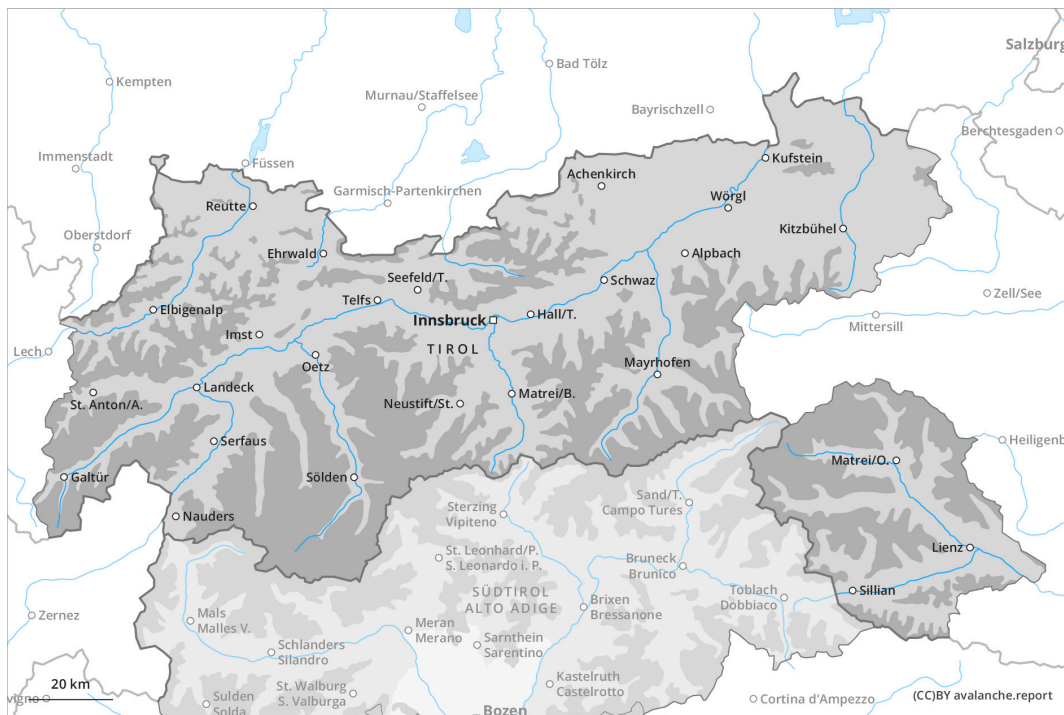 Salzburg
Kempten
Bad Tölz
Murnau/Staffelsee
Bayrischzell
Berchtesgaden
Immenstadt
Füssen
Kufstein
Achenkirch
Garmisch-Partenkirchen
Reutte
Wörgl
Oberstdorf
Kitzbühel
Ehrwald
Alpbach
Seefeld/T.
Schwaz
Zell/See
Telfs
Elbigenalp
Innsbruck
Hall/T.
Mittersill
Imst
TIROL
Lech
Oetz
Mayrhofen
Landeck
St. Anton/A.
Neustift/St.
Matrei/B.
Serfaus
Heiligenb
Matrei/O.
Galtür
Sölden
Sand/T.
Campo Tures
Sterzing
Vipiteno
Nauders
Lienz
St. Leonhard/P.
S. Leonardo i. P.
Bruneck
Brunico
SÜDTIROL
ALTO ADIGE
Toblach
Dobbiaco
Sillian
Brixen
Bressanone
Zernez
Mals
Malles V.
Meran
Merano
Sarnthein
Sarentino
Schlanders
Silandro
Kastelruth
Castelrotto
20 km
St. Walburg
S. Valburga
vigno
Sulden
Solda
Cortina d'Ampezzo
(CC)BY avalanche.report
Bozen